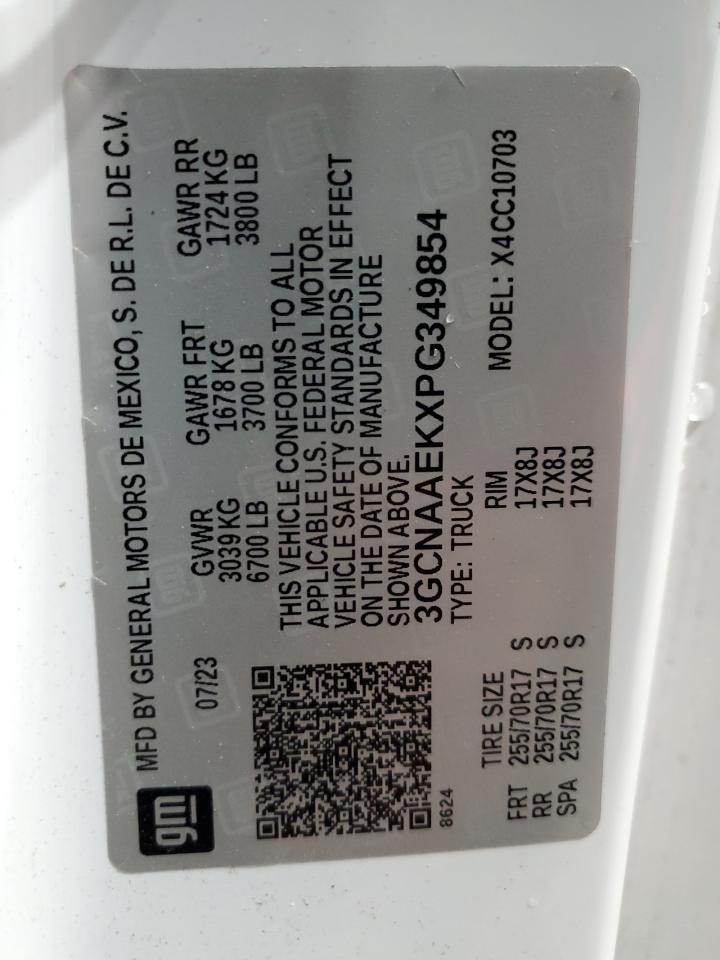 gm
MFD BY GENERAL MOTORS DE MEXICO, S. DE R.L. DE C.V.
07/23
GVWR GAWR FRT GAWR RR
3039 KG 1678 KG 1724 KG
6700 LB 3700 LB 3800 LB
THIS VEHICLE CONFORMS TO ALL
APPLICABLE U.S. FEDERAL MOTOR
VEHICLE SAFETY STANDARDS IN EFFECT
ON THE DATE OF MANUFACTURE
SHOWN ABOVE.
3GCNAAEKXPG349854
8624
TYPE: TRUCK MODEL: X4CC10703
TIRE SIZE RIM
FRT 255/70R17 S 17X8J
RR 255/70R17 S 17X8J
SPA 255/70R17 S 17X8J